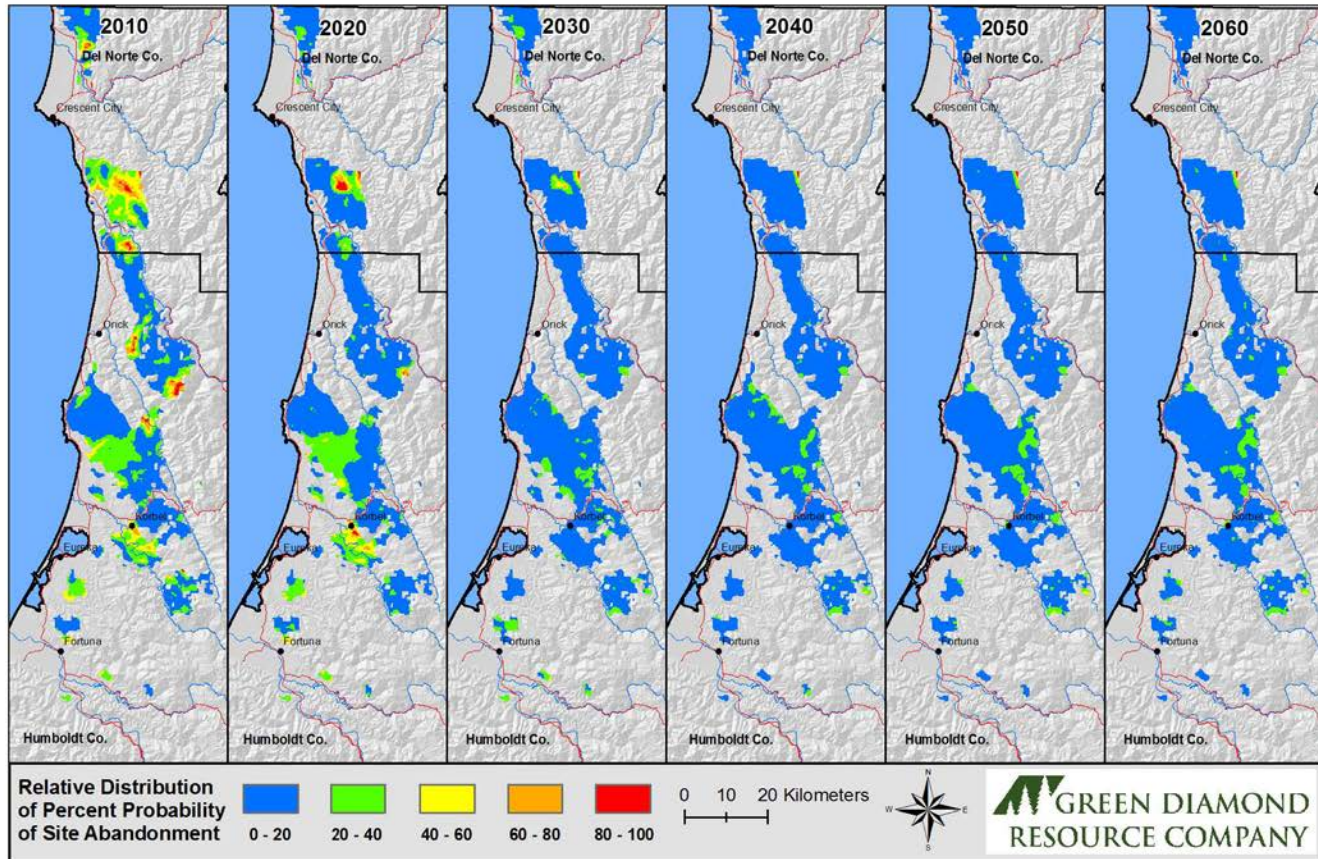 2010
Del Norte Co.
Crescent City
Orick
Korbel
Eureka
Fortuna
Humboldt Co.
2020
Del Norte Co.
Crescent City
Orick
Korbel
Eureka
Fortuna
Humboldt Co.
2030
Del Norte Co.
Crescent City
Orick
Korbel
Eureka
Fortuna
Humboldt Co.
2040
Del Norte Co.
Crescent City
Orick
Korbel
Eureka
Fortuna
Humboldt Co.
2050
Del Norte Co.
Crescent City
Orick
Korbel
Eureka
Fortuna
Humboldt Co.
2060
Del Norte Co.
Crescent City
Orick
Korbel
Eureka
Fortuna
Humboldt Co.
Relative Distribution
of Percent Probability
of Site Abandonment
0 - 20
20 - 40
40 - 60
60 - 80
80 - 100
0 10 20 Kilometers
N
W E
S
GREEN DIAMOND
RESOURCE COMPANY